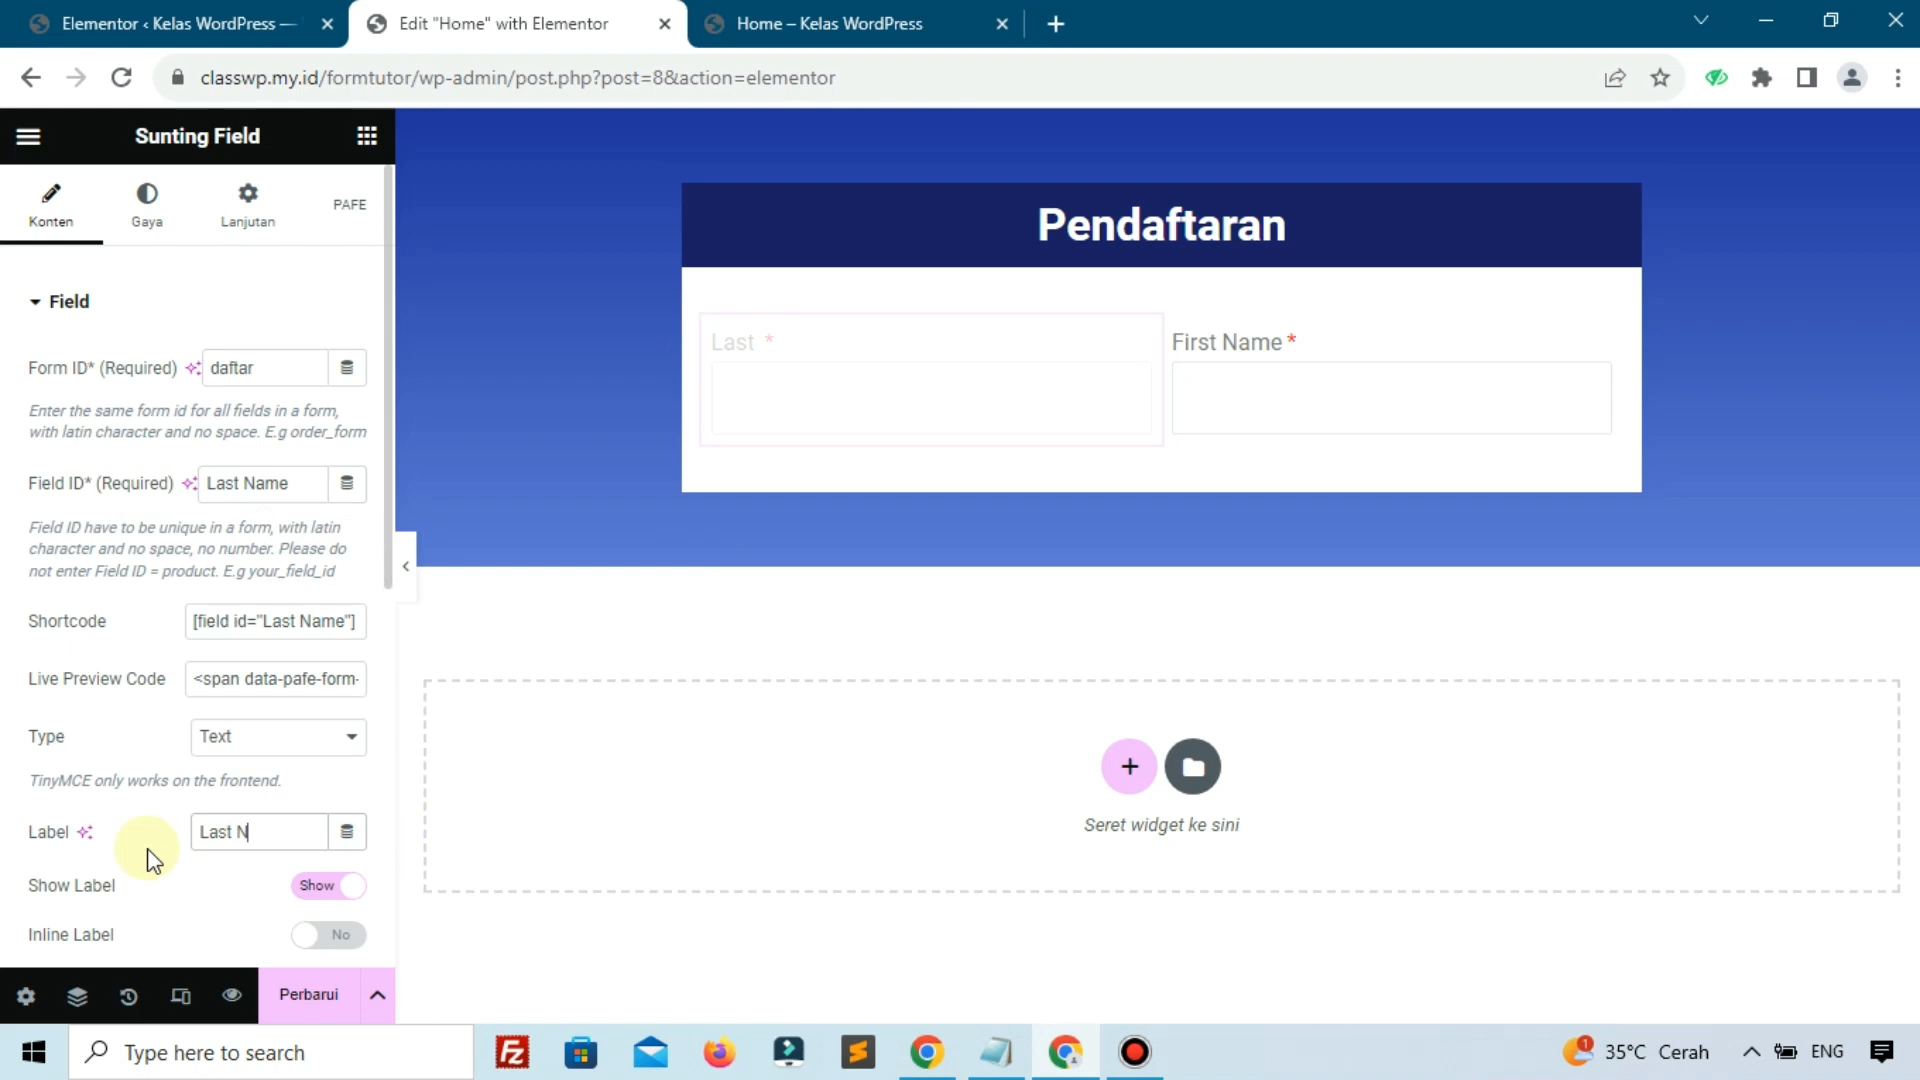 Elementor ‹ Kelas WordPress —
Edit "Home" with Elementor
Home – Kelas WordPress
classwp.my.id/formtutor/wp-admin/post.php?post=8&action=elementor
Sunting Field
Konten
Gaya
Lanjutan
PAFE
Field
Form ID* (Required)
daftar
Enter the same form id for all fields in a form,
with latin character and no space. E.g order_form
Field ID* (Required)
Last Name
Field ID have to be unique in a form, with latin
character and no space, no number. Please do
not enter Field ID = product. E.g your_field_id
Shortcode
[field id="Last Name"]
Live Preview Code
<span data-pafe-form-
Type
Text
TinyMCE only works on the frontend.
Label
Last N
Show Label
Show
Inline Label
No
Perbarui
Pendaftaran
Last *
First Name*
Seret widget ke sini
Type here to search
Fz
1
35°C Cerah
ENG